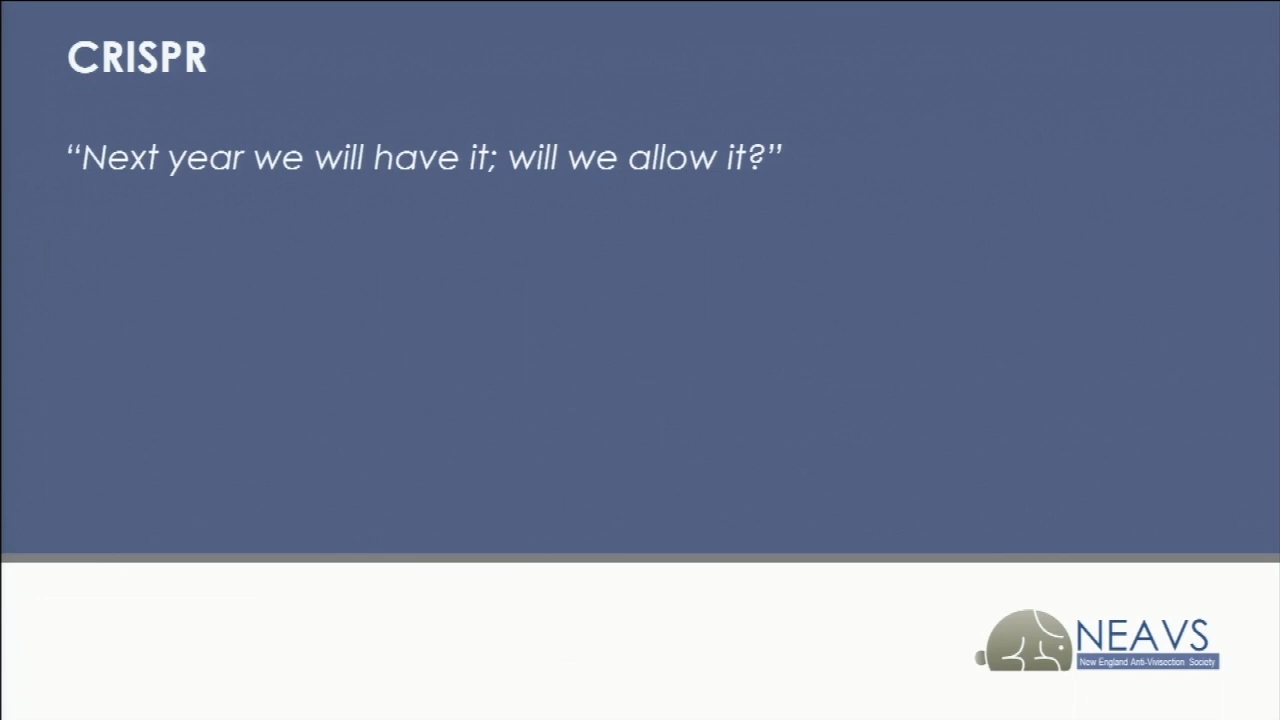 CRISPR
“Next year we will have it; will we allow it?”
NEAVS
New England Anti-Vivisection Society